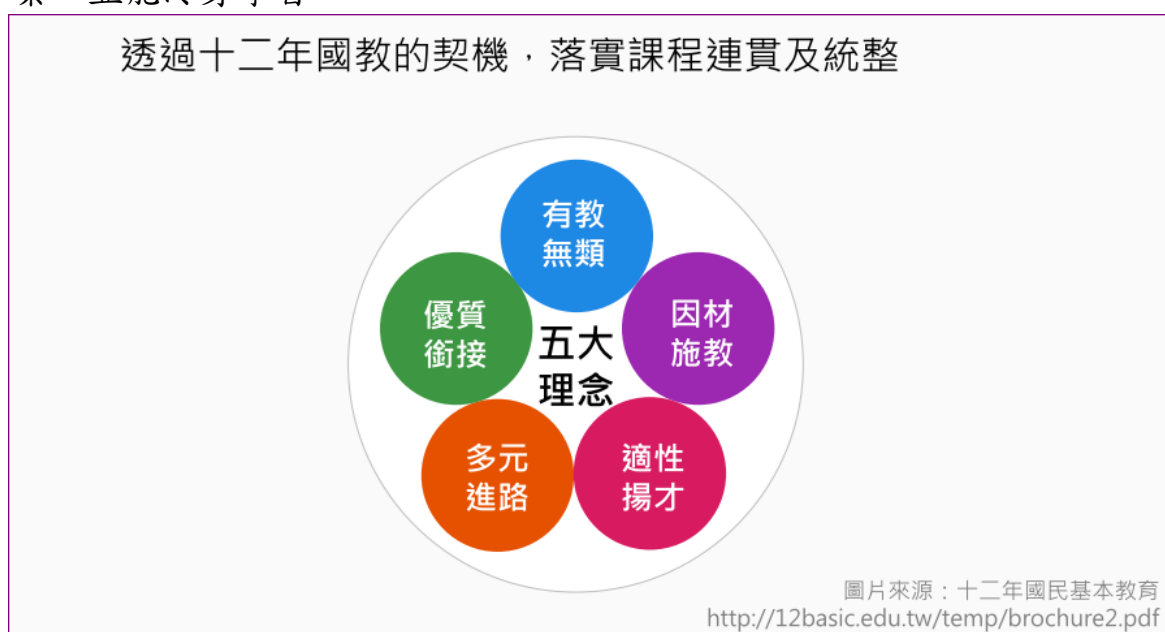 透過十二年國教的契機，落實課程連貫及統整
有教
無類
因材
施教
適性
揚才
多元
進路
優質
銜接
五大
理念
圖片來源：十二年國民基本教育
http://12basic.edu.tw/temp/brochure2.pdf